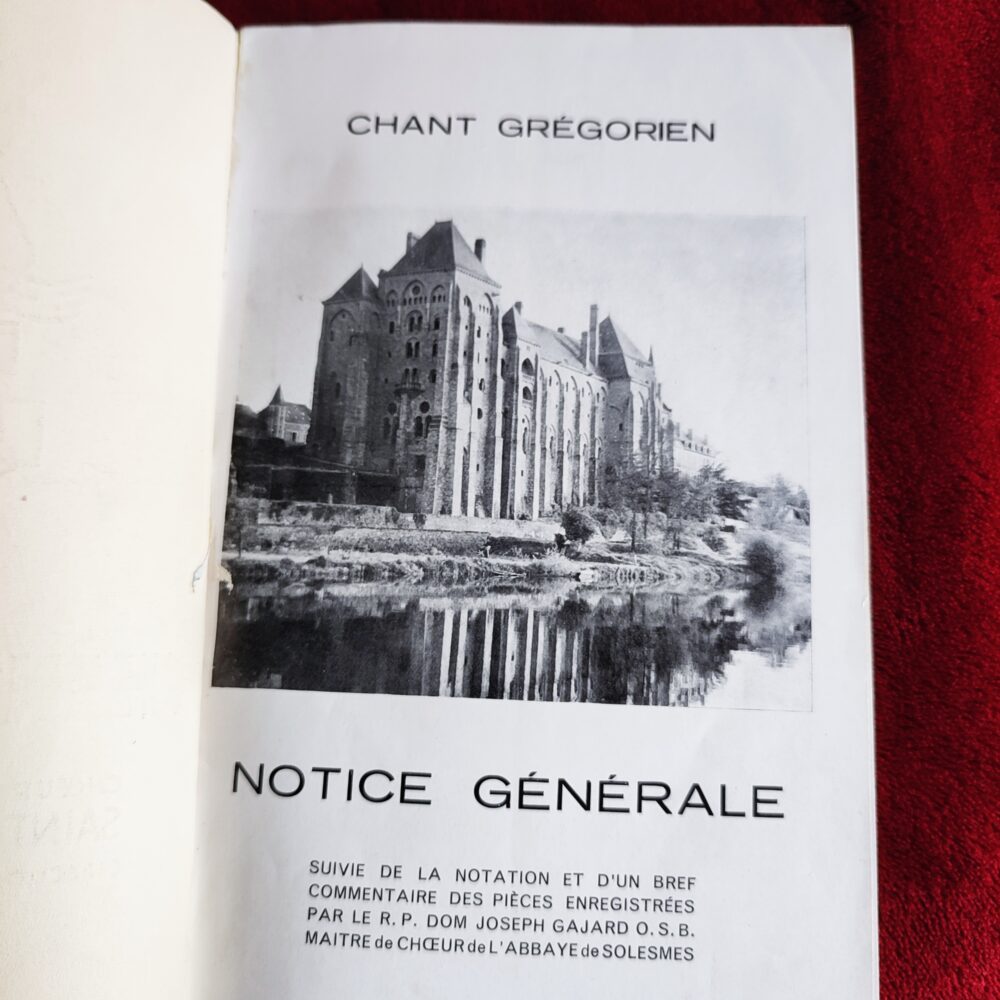 CHANT GRÉGORIEN
NOTICE GÉNÉRALE
SUIVIE DE LA NOTATION ET D'UN BREF
COMMENTAIRE DES PIÈCES ENREGISTRÉES
PAR LE R. P. DOM JOSEPH GAJARD O.S.B.
MAITRE de CHŒUR de L'ABBAYE de SOLESMES